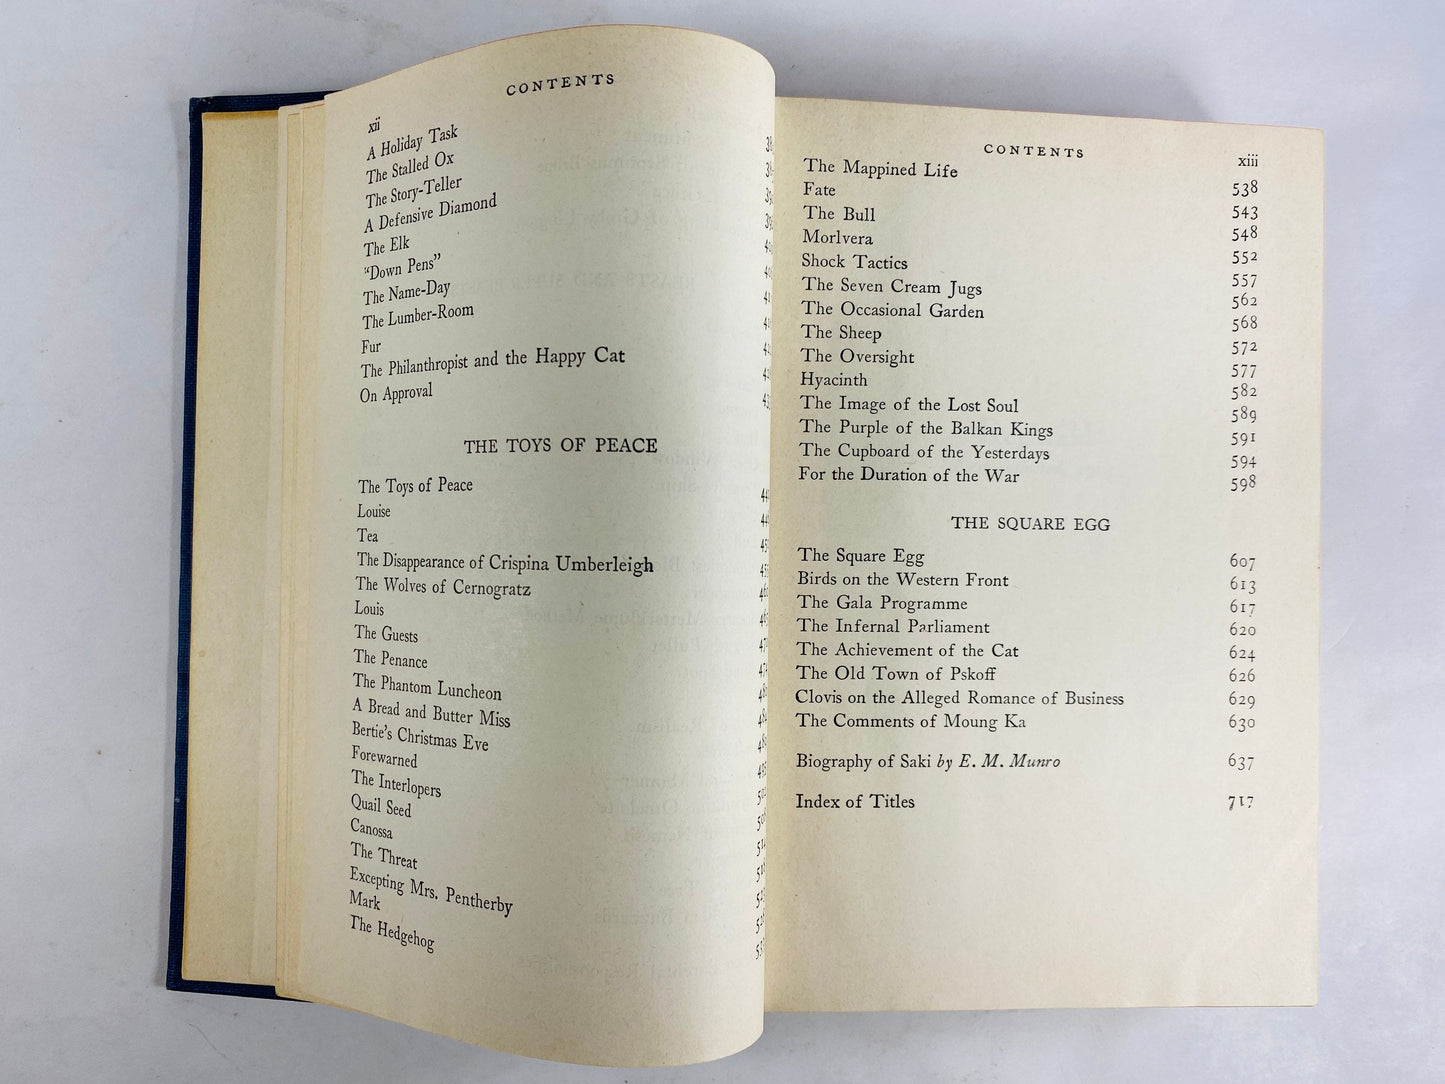 CONTENTS
xii
A Holiday Task
The Stalled Ox
The Story-Teller
A Defensive Diamond
The Elk
“Down Pens”
The Name-Day
The Lumber-Room
Fur
The Philanthropist and the Happy Cat
On Approval
THE TOYS OF PEACE
The Toys of Peace
Louise
Tea
The Disappearance of Crispina Umberleigh
The Wolves of Cernogratz
Louis
The Guests
The Penance
The Phantom Luncheon
A Bread and Butter Miss
Bertie's Christmas Eve
Forewarned
The Interlopers
Quail Seed
Canossa
The Threat
Excepting Mrs. Pentherby
Mark
The Hedgehog
CONTENTS xiii
The Mappined Life 538
Fate 543
The Bull 548
Morlvera 552
Shock Tactics 557
The Seven Cream Jugs 562
The Occasional Garden 568
The Sheep 572
The Oversight 577
Hyacinth 582
The Image of the Lost Soul 589
The Purple of the Balkan Kings 591
The Cupboard of the Yesterdays 594
For the Duration of the War 598
THE SQUARE EGG
The Square Egg 607
Birds on the Western Front 613
The Gala Programme 617
The Infernal Parliament 620
The Achievement of the Cat 624
The Old Town of Pskoff 626
Clovis on the Alleged Romance of Business 629
The Comments of Moung Ka 630
Biography of Saki by E. M. Munro 637
Index of Titles 717